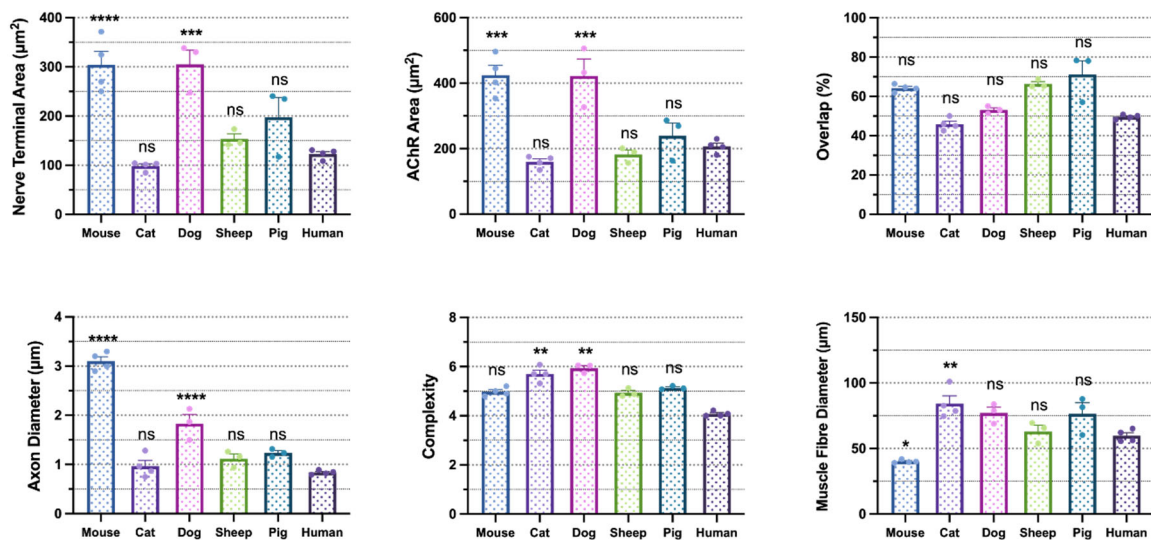 Nerve Terminal Area (µm²)
400
300
200
100
0
****
ns
***
ns
ns
Mouse Cat Dog Sheep Pig Human
AChR Area (µm²)
600
400
200
0
***
ns
***
ns
ns
Mouse Cat Dog Sheep Pig Human
Overlap (%)
100
80
60
40
20
0
ns
ns
ns
ns
ns
Mouse Cat Dog Sheep Pig Human
Axon Diameter (µm)
4
3
2
1
0
****
ns
****
ns
ns
Mouse Cat Dog Sheep Pig Human
Complexity
8
6
4
2
0
ns
**
**
ns
ns
Mouse Cat Dog Sheep Pig Human
Muscle Fibre Diameter (µm)
150
100
50
0
*
**
ns
ns
ns
Mouse Cat Dog Sheep Pig Human